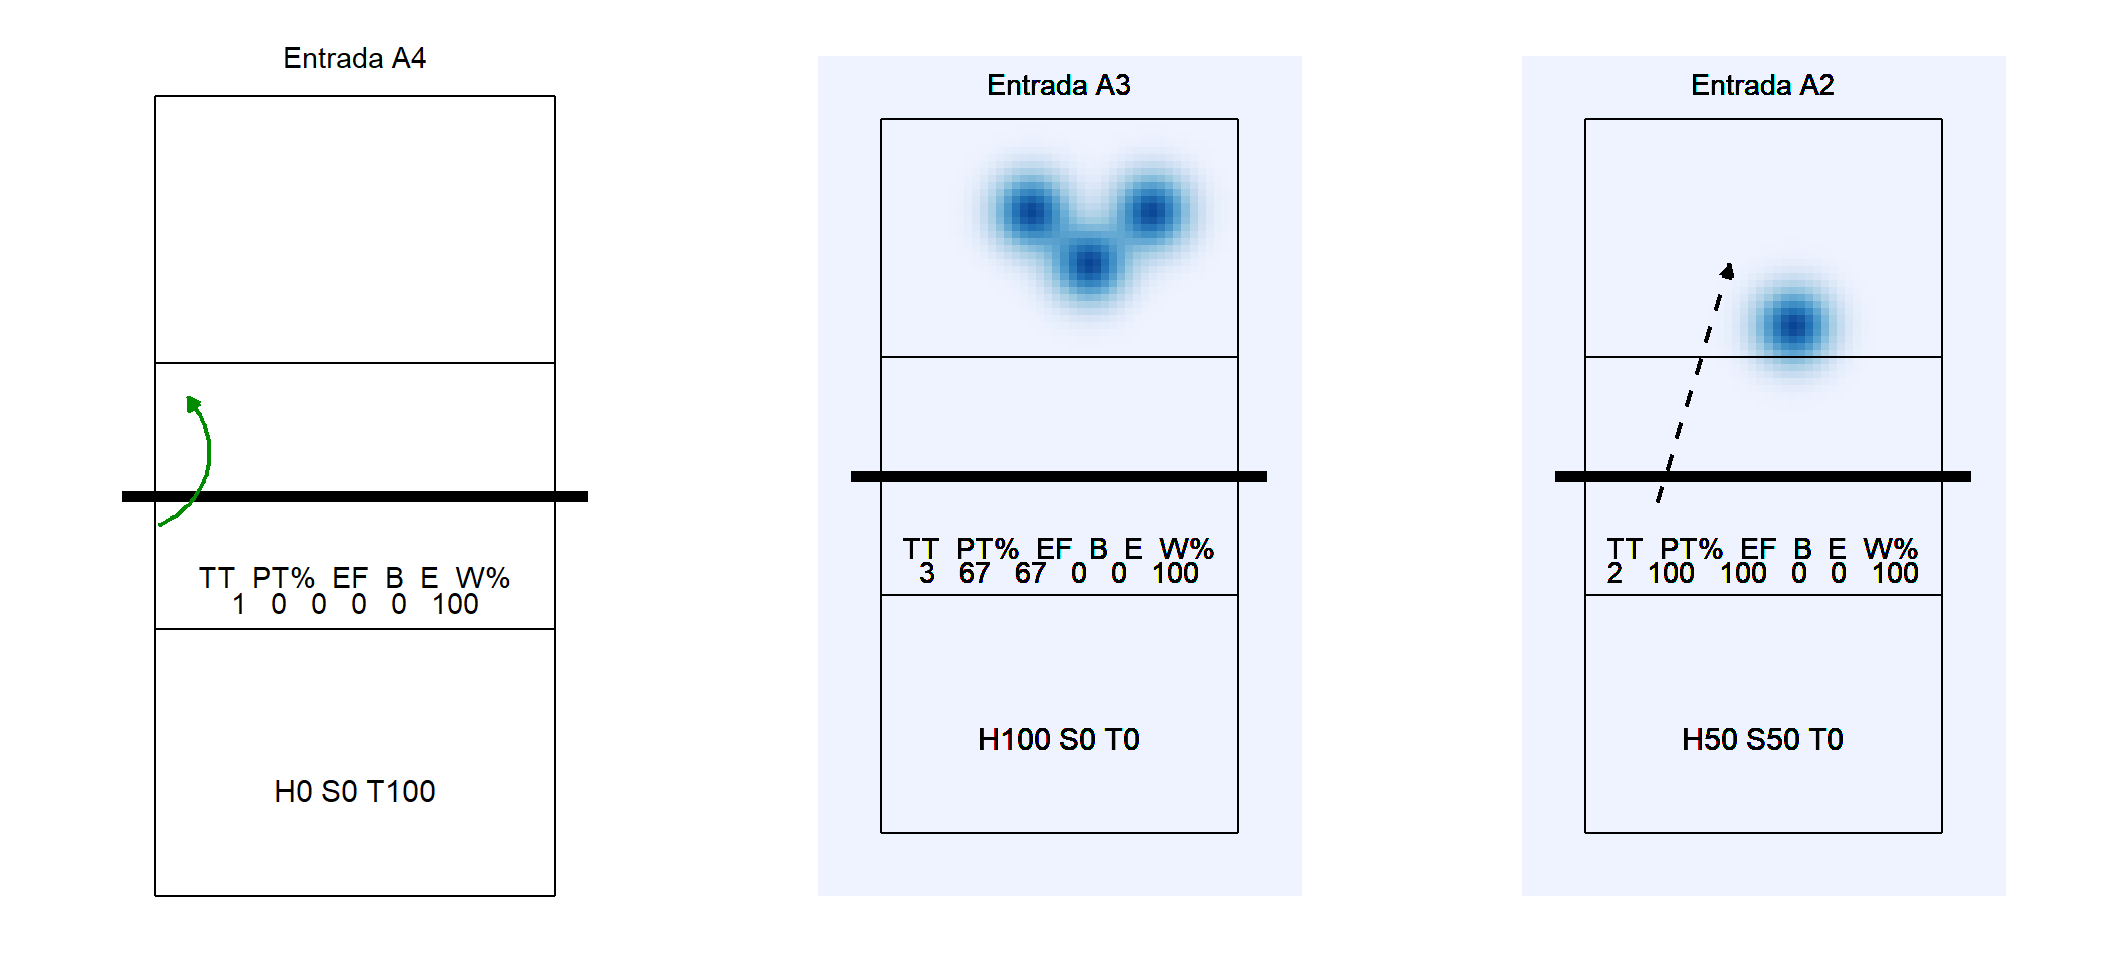 Entrada A4
TT PT% EF B E W%
1 0 0 0 0 100
H0 S0 T100
Entrada A3
TT PT% EF B E W%
3 67 67 0 0 100
H100 S0 T0
Entrada A2
TT PT% EF B E W%
2 100 100 0 0 100
H50 S50 T0